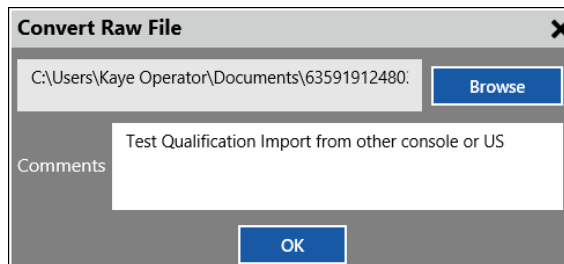 Convert Raw File
C:\Users\Kaye Operator\Documents\63591912480
Browse
Comments
Test Qualification Import from other console or US
OK